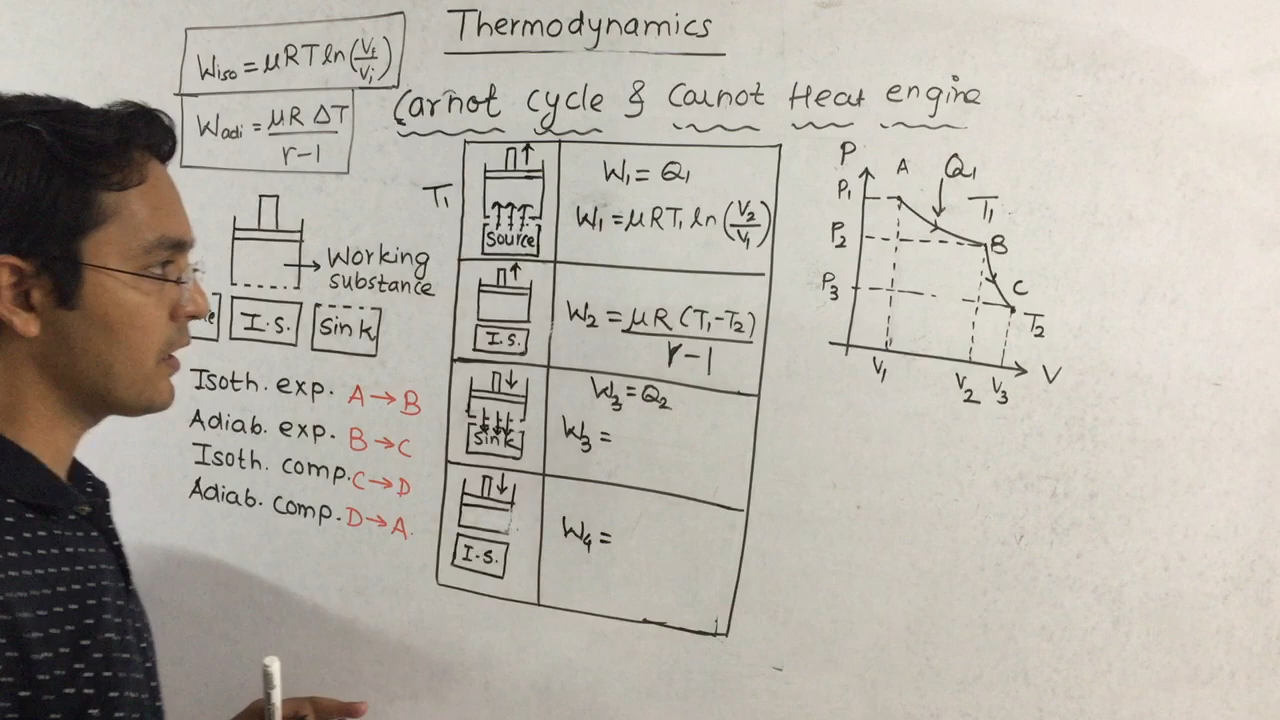 Thermodynamics
Carnot cycle & Carnot Heat engine
Wiso = μRT ln(Vf/Vi)
Wadi = μR ΔT / r-1
Working
substance
I.S.
Sink
Isoth. exp. A→B
Adiab. exp. B→C
Isoth. comp. C→D
Adiab. comp. D→A.
T1
Source
W1 = Q1
W1 = μRT1 ln(V2/V1)
I.S.
W2 = μR(T1-T2) / r-1
Sink
W3 = Q2
W3 =
I.S.
W4 =
P
A
Q1
P1
T1
P2
B
P3
C
T2
V1
V2
V3
V